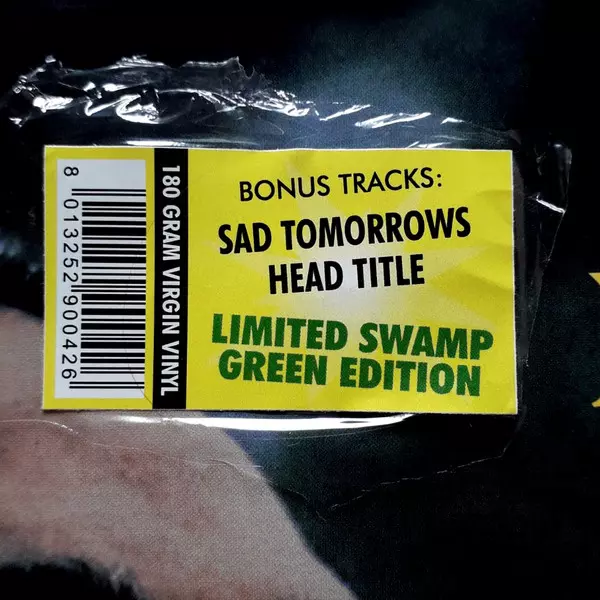 8 013252 900426
180 GRAM VIRGIN VINYL
BONUS TRACKS:
SAD TOMORROWS
HEAD TITLE
LIMITED SWAMP
GREEN EDITION